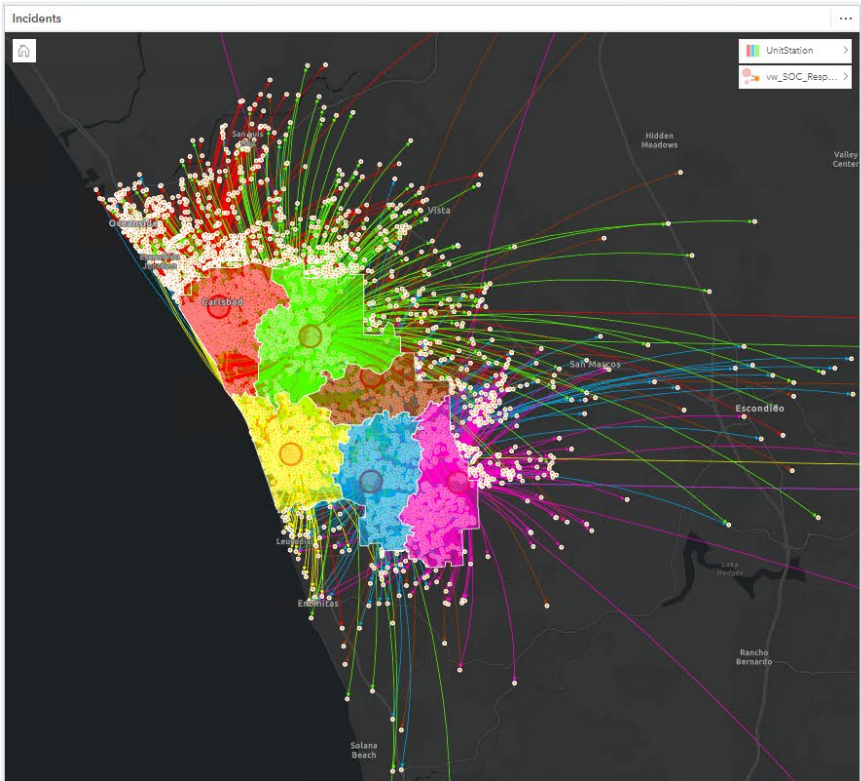 Incidents
...
UnitStation
vw_SOC_Resp...
Hidden
Meadows
Valley
Center
San Luis
Vista
Oceanside
Carlsbad
San Marcos
Escondido
Leucadia
Encinitas
Lake
Hodges
Rancho
Bernardo
Solana
Beach